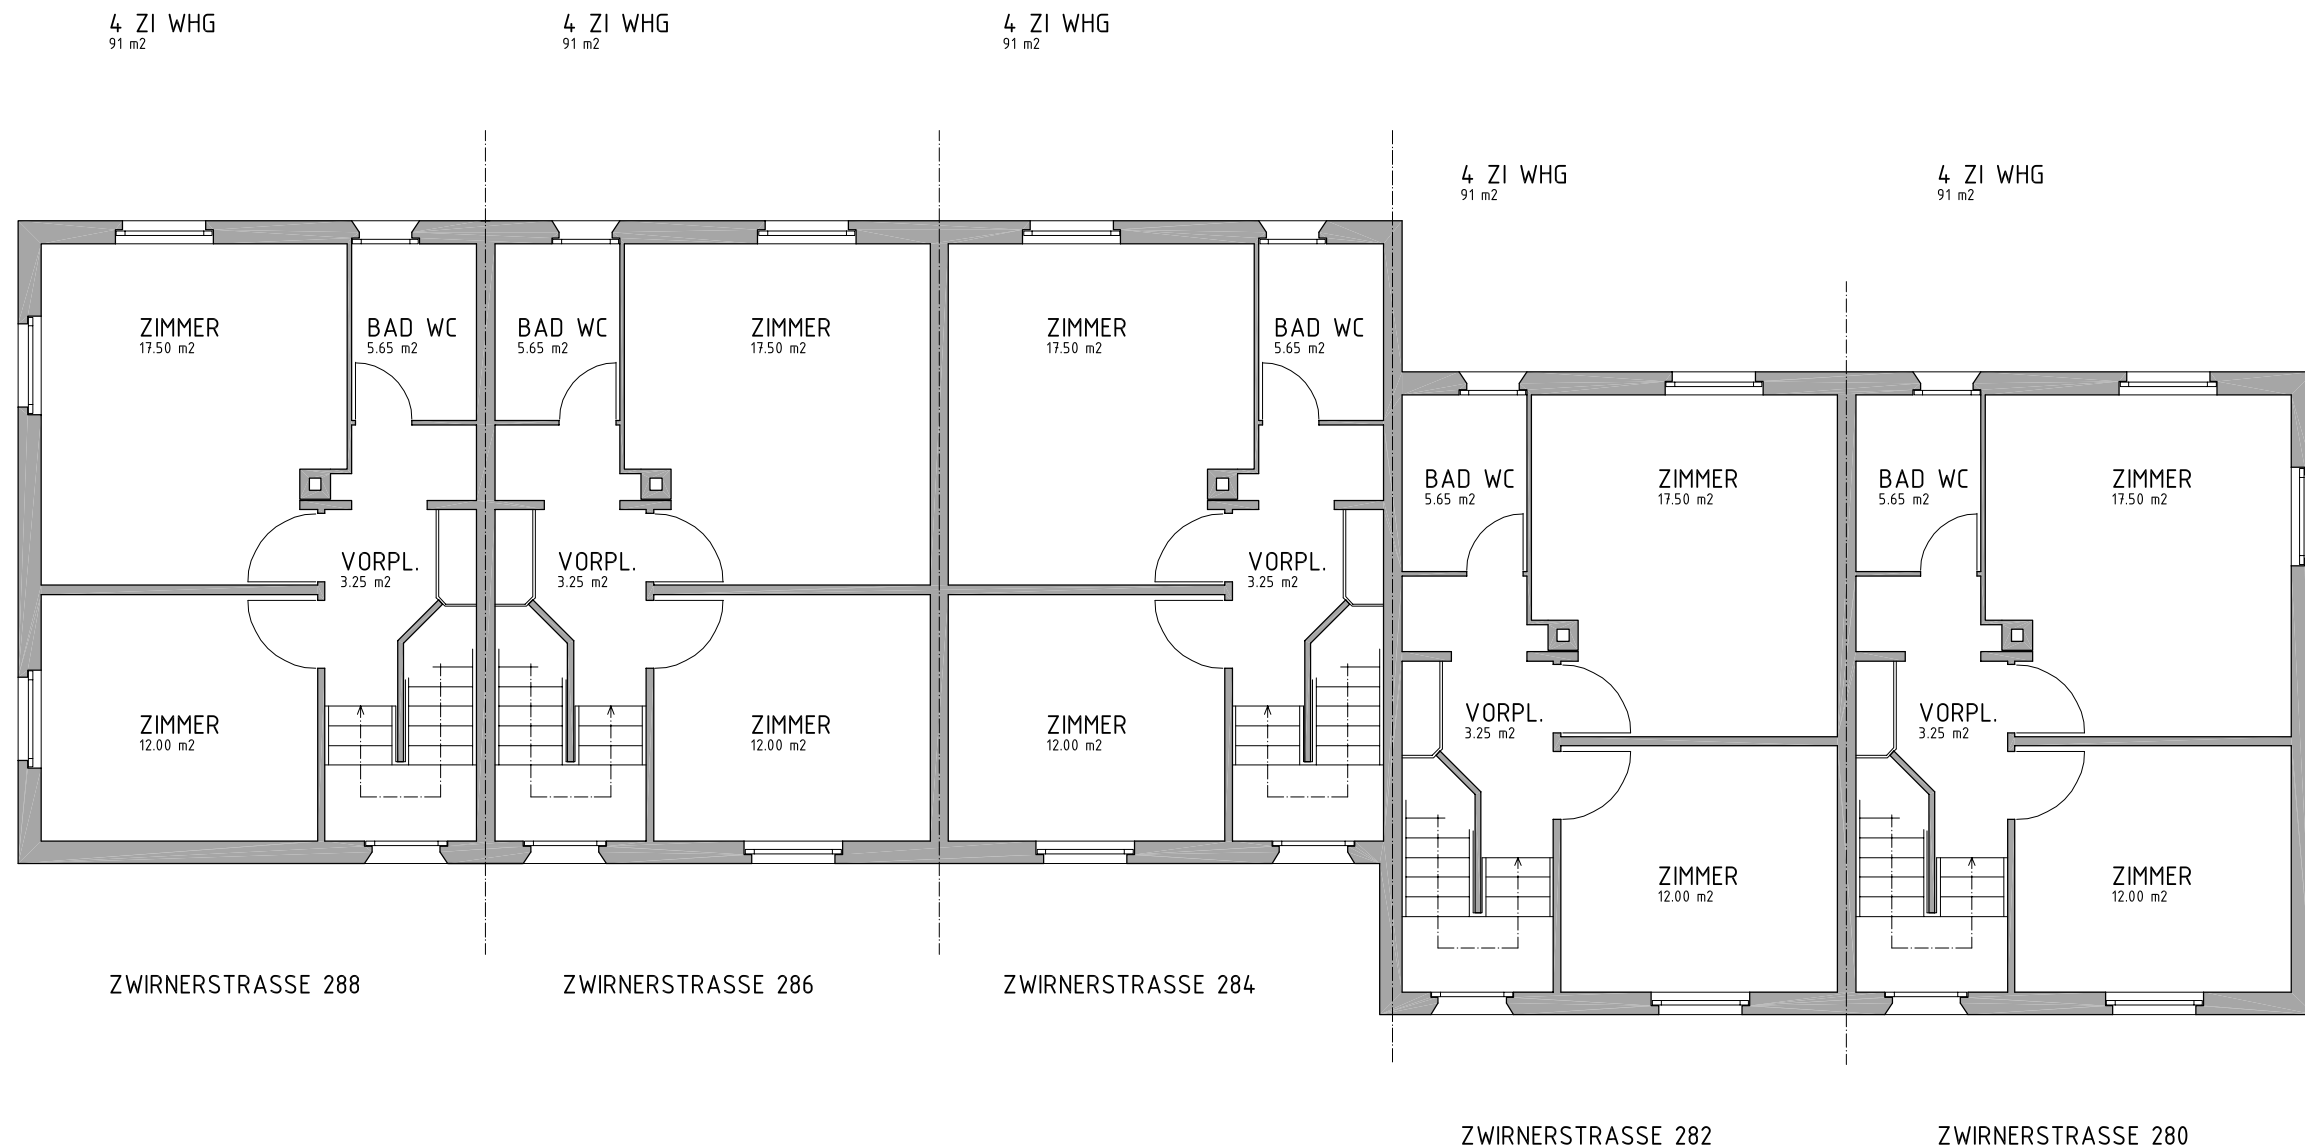 4 ZI WHG
91 m2
4 ZI WHG
91 m2
4 ZI WHG
91 m2
4 ZI WHG
91 m2
4 ZI WHG
91 m2
ZIMMER
17.50 m2
BAD WC
5.65 m2
BAD WC
5.65 m2
ZIMMER
17.50 m2
ZIMMER
17.50 m2
BAD WC
5.65 m2
BAD WC
5.65 m2
ZIMMER
17.50 m2
BAD WC
5.65 m2
ZIMMER
17.50 m2
VORPL.
3.25 m2
VORPL.
3.25 m2
VORPL.
3.25 m2
VORPL.
3.25 m2
VORPL.
3.25 m2
ZIMMER
12.00 m2
ZIMMER
12.00 m2
ZIMMER
12.00 m2
ZIMMER
12.00 m2
ZIMMER
12.00 m2
ZWIRNERSTRASSE 288
ZWIRNERSTRASSE 286
ZWIRNERSTRASSE 284
ZWIRNERSTRASSE 282
ZWIRNERSTRASSE 280